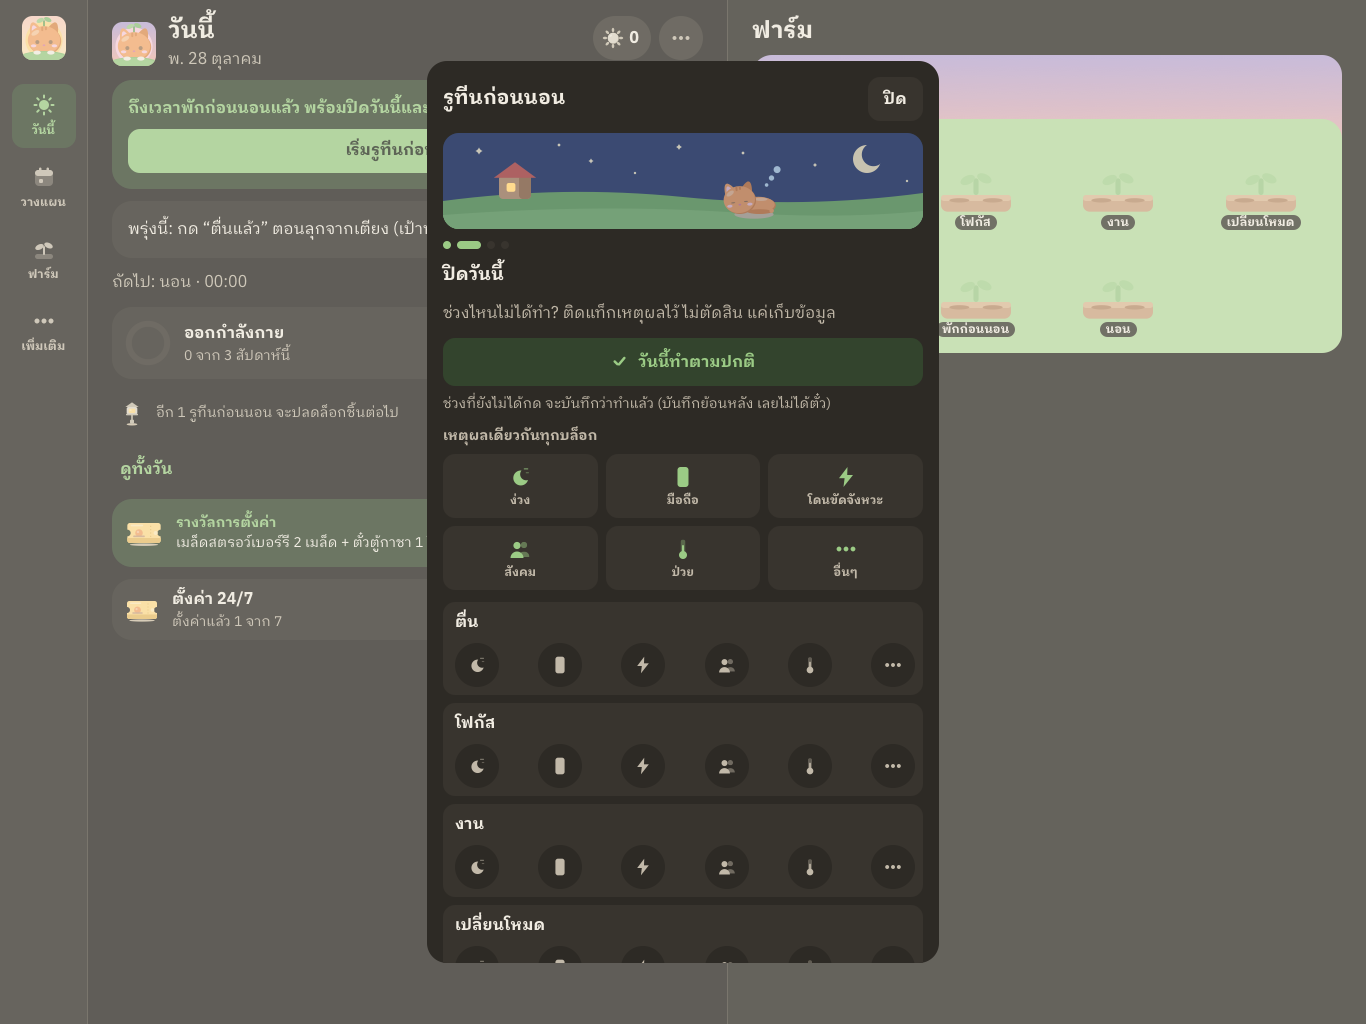 วันนี้
วางแผน
ฟาร์ม
เพิ่มเติม
วันนี้
พ. 28 ตุลาคม
0
ถึงเวลาพักก่อนนอนแล้ว พร้อมปิดวันนี้และ
เริ่มรูทีนก่อน
พรุ่งนี้: กด “ตื่นแล้ว” ตอนลุกจากเตียง (เป้า
ถัดไป: นอน · 00:00
ออกกำลังกาย
0 จาก 3 สัปดาห์นี้
อีก 1 รูทีนก่อนนอน จะปลดล็อกชิ้นต่อไป
ดูทั้งวัน
รางวัลการตั้งค่า
เมล็ดสตรอว์เบอร์รี 2 เมล็ด + ตั๋วตู้กาชา 1
ตั้งค่า 24/7
ตั้งค่าแล้ว 1 จาก 7
รูทีนก่อนนอน
ปิด
ปิดวันนี้
ช่วงไหนไม่ได้ทำ? ติดแท็กเหตุผลไว้ ไม่ตัดสิน แค่เก็บข้อมูล
วันนี้ทำตามปกติ
ช่วงที่ยังไม่ได้กด จะบันทึกว่าทำแล้ว (บันทึกย้อนหลัง เลยไม่ได้ตั๋ว)
เหตุผลเดียวกันทุกบล็อก
ง่วง
มือถือ
โดนขัดจังหวะ
สังคม
ป่วย
อื่นๆ
ตื่น
โฟกัส
งาน
เปลี่ยนโหมด
ฟาร์ม
โฟกัส
งาน
เปลี่ยนโหมด
พักก่อนนอน
นอน